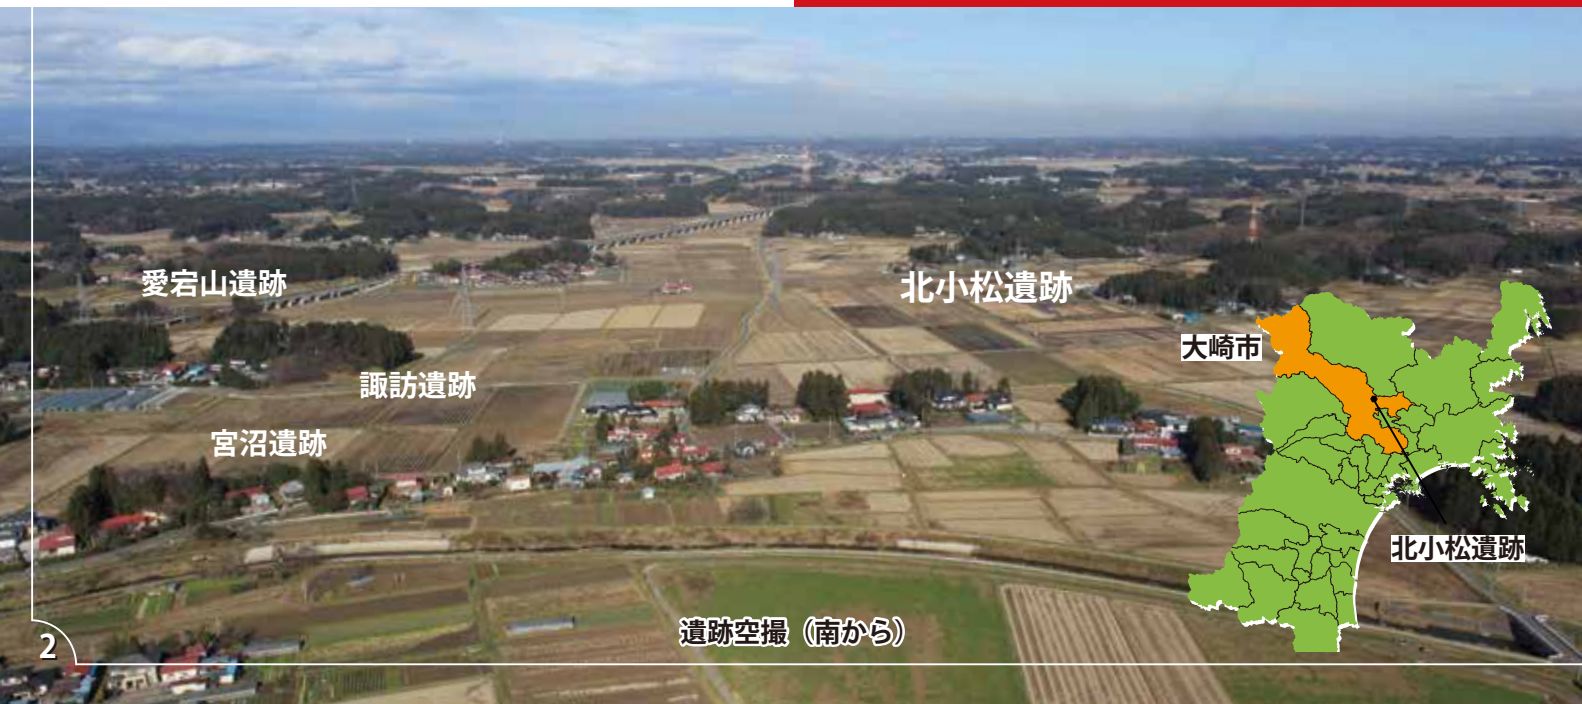 愛宕山遺跡
北小松遺跡
大崎市
諏訪遺跡
宮沼遺跡
北小松遺跡
遺跡空撮（南から）
2